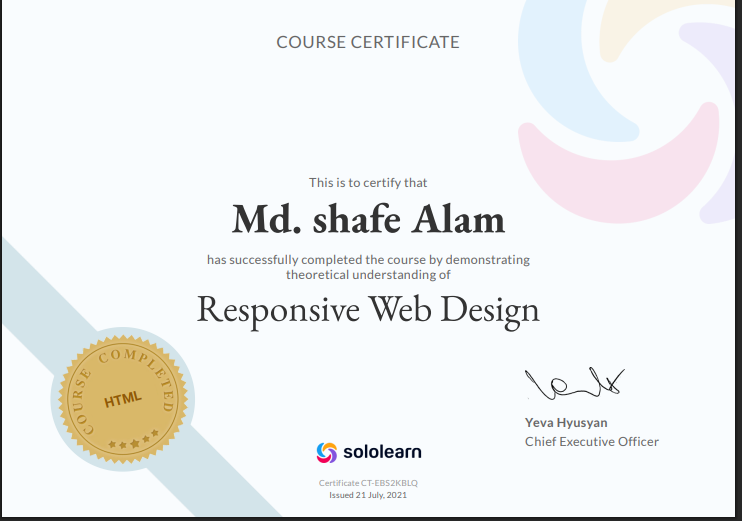 COURSE CERTIFICATE
This is to certify that
Md. shafe Alam
has successfully completed the course by demonstrating
theoretical understanding of
Responsive Web Design
COURSE COMPLETED
HTML
Yeva Hyusyan
Chief Executive Officer
sololearn
Certificate CT-EBS2KBLQ
Issued 21 July, 2021